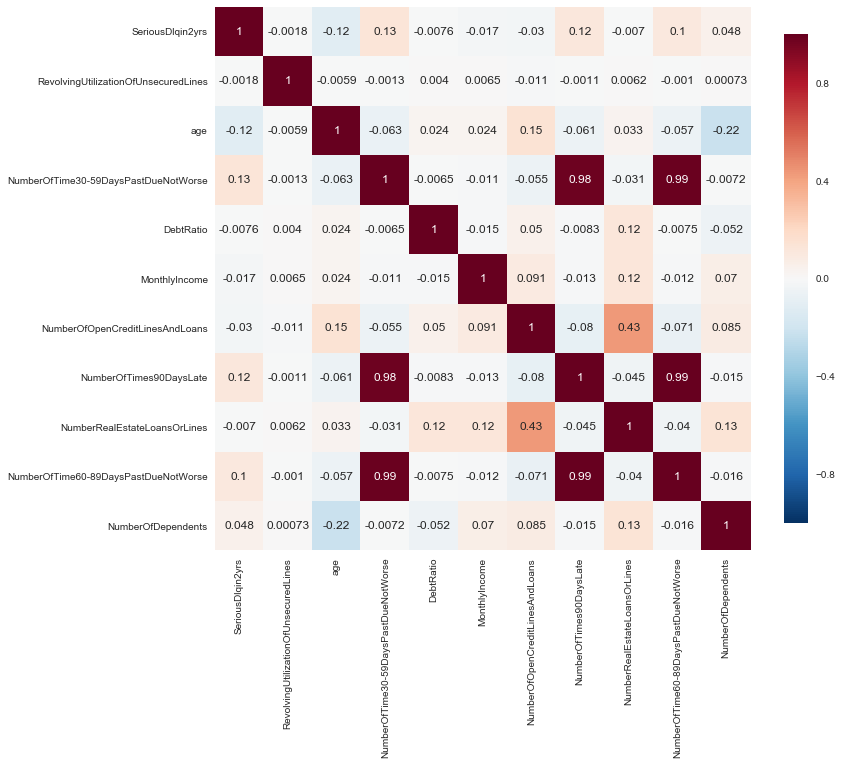 SeriousDlqin2yrs 1 -0.0018 -0.12 0.13 -0.0076 -0.017 -0.03 0.12 -0.007 0.1 0.048
RevolvingUtilizationOfUnsecuredLines -0.0018 1 -0.0059 -0.0013 0.004 0.0065 -0.011 -0.0011 0.0062 -0.001 0.00073
age -0.12 -0.0059 1 -0.063 0.024 0.024 0.15 -0.061 0.033 -0.057 -0.22
NumberOfTime30-59DaysPastDueNotWorse 0.13 -0.0013 -0.063 1 -0.0065 -0.011 -0.055 0.98 -0.031 0.99 -0.0072
DebtRatio -0.0076 0.004 0.024 -0.0065 1 -0.015 0.05 -0.0083 0.12 -0.0075 -0.052
MonthlyIncome -0.017 0.0065 0.024 -0.011 -0.015 1 0.091 -0.013 0.12 -0.012 0.07
NumberOfOpenCreditLinesAndLoans -0.03 -0.011 0.15 -0.055 0.05 0.091 1 -0.08 0.43 -0.071 0.085
NumberOfTimes90DaysLate 0.12 -0.0011 -0.061 0.98 -0.0083 -0.013 -0.08 1 -0.045 0.99 -0.015
NumberRealEstateLoansOrLines -0.007 0.0062 0.033 -0.031 0.12 0.12 0.43 -0.045 1 -0.04 0.13
NumberOfTime60-89DaysPastDueNotWorse 0.1 -0.001 -0.057 0.99 -0.0075 -0.012 -0.071 0.99 -0.04 1 -0.016
NumberOfDependents 0.048 0.00073 -0.22 -0.0072 -0.052 0.07 0.085 -0.015 0.13 -0.016 1
SeriousDlqin2yrs
RevolvingUtilizationOfUnsecuredLines
age
NumberOfTime30-59DaysPastDueNotWorse
DebtRatio
MonthlyIncome
NumberOfOpenCreditLinesAndLoans
NumberOfTimes90DaysLate
NumberRealEstateLoansOrLines
NumberOfTime60-89DaysPastDueNotWorse
NumberOfDependents
0.8
0.4
0.0
-0.4
-0.8